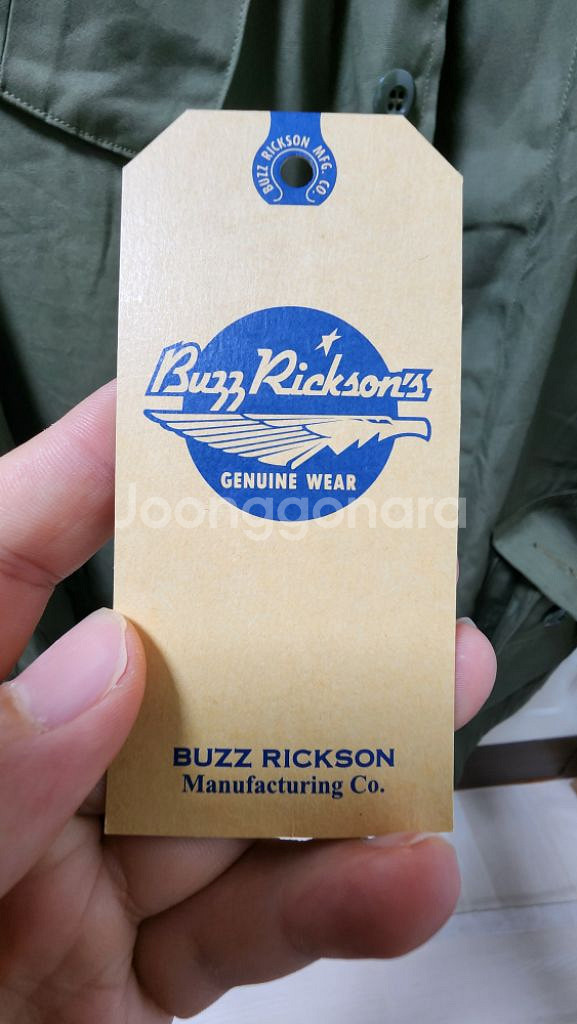 BUZZ RICKSON MFG. CO.
Buzz Rickson's
GENUINE WEAR
Joonggonara
BUZZ RICKSON
Manufacturing Co.